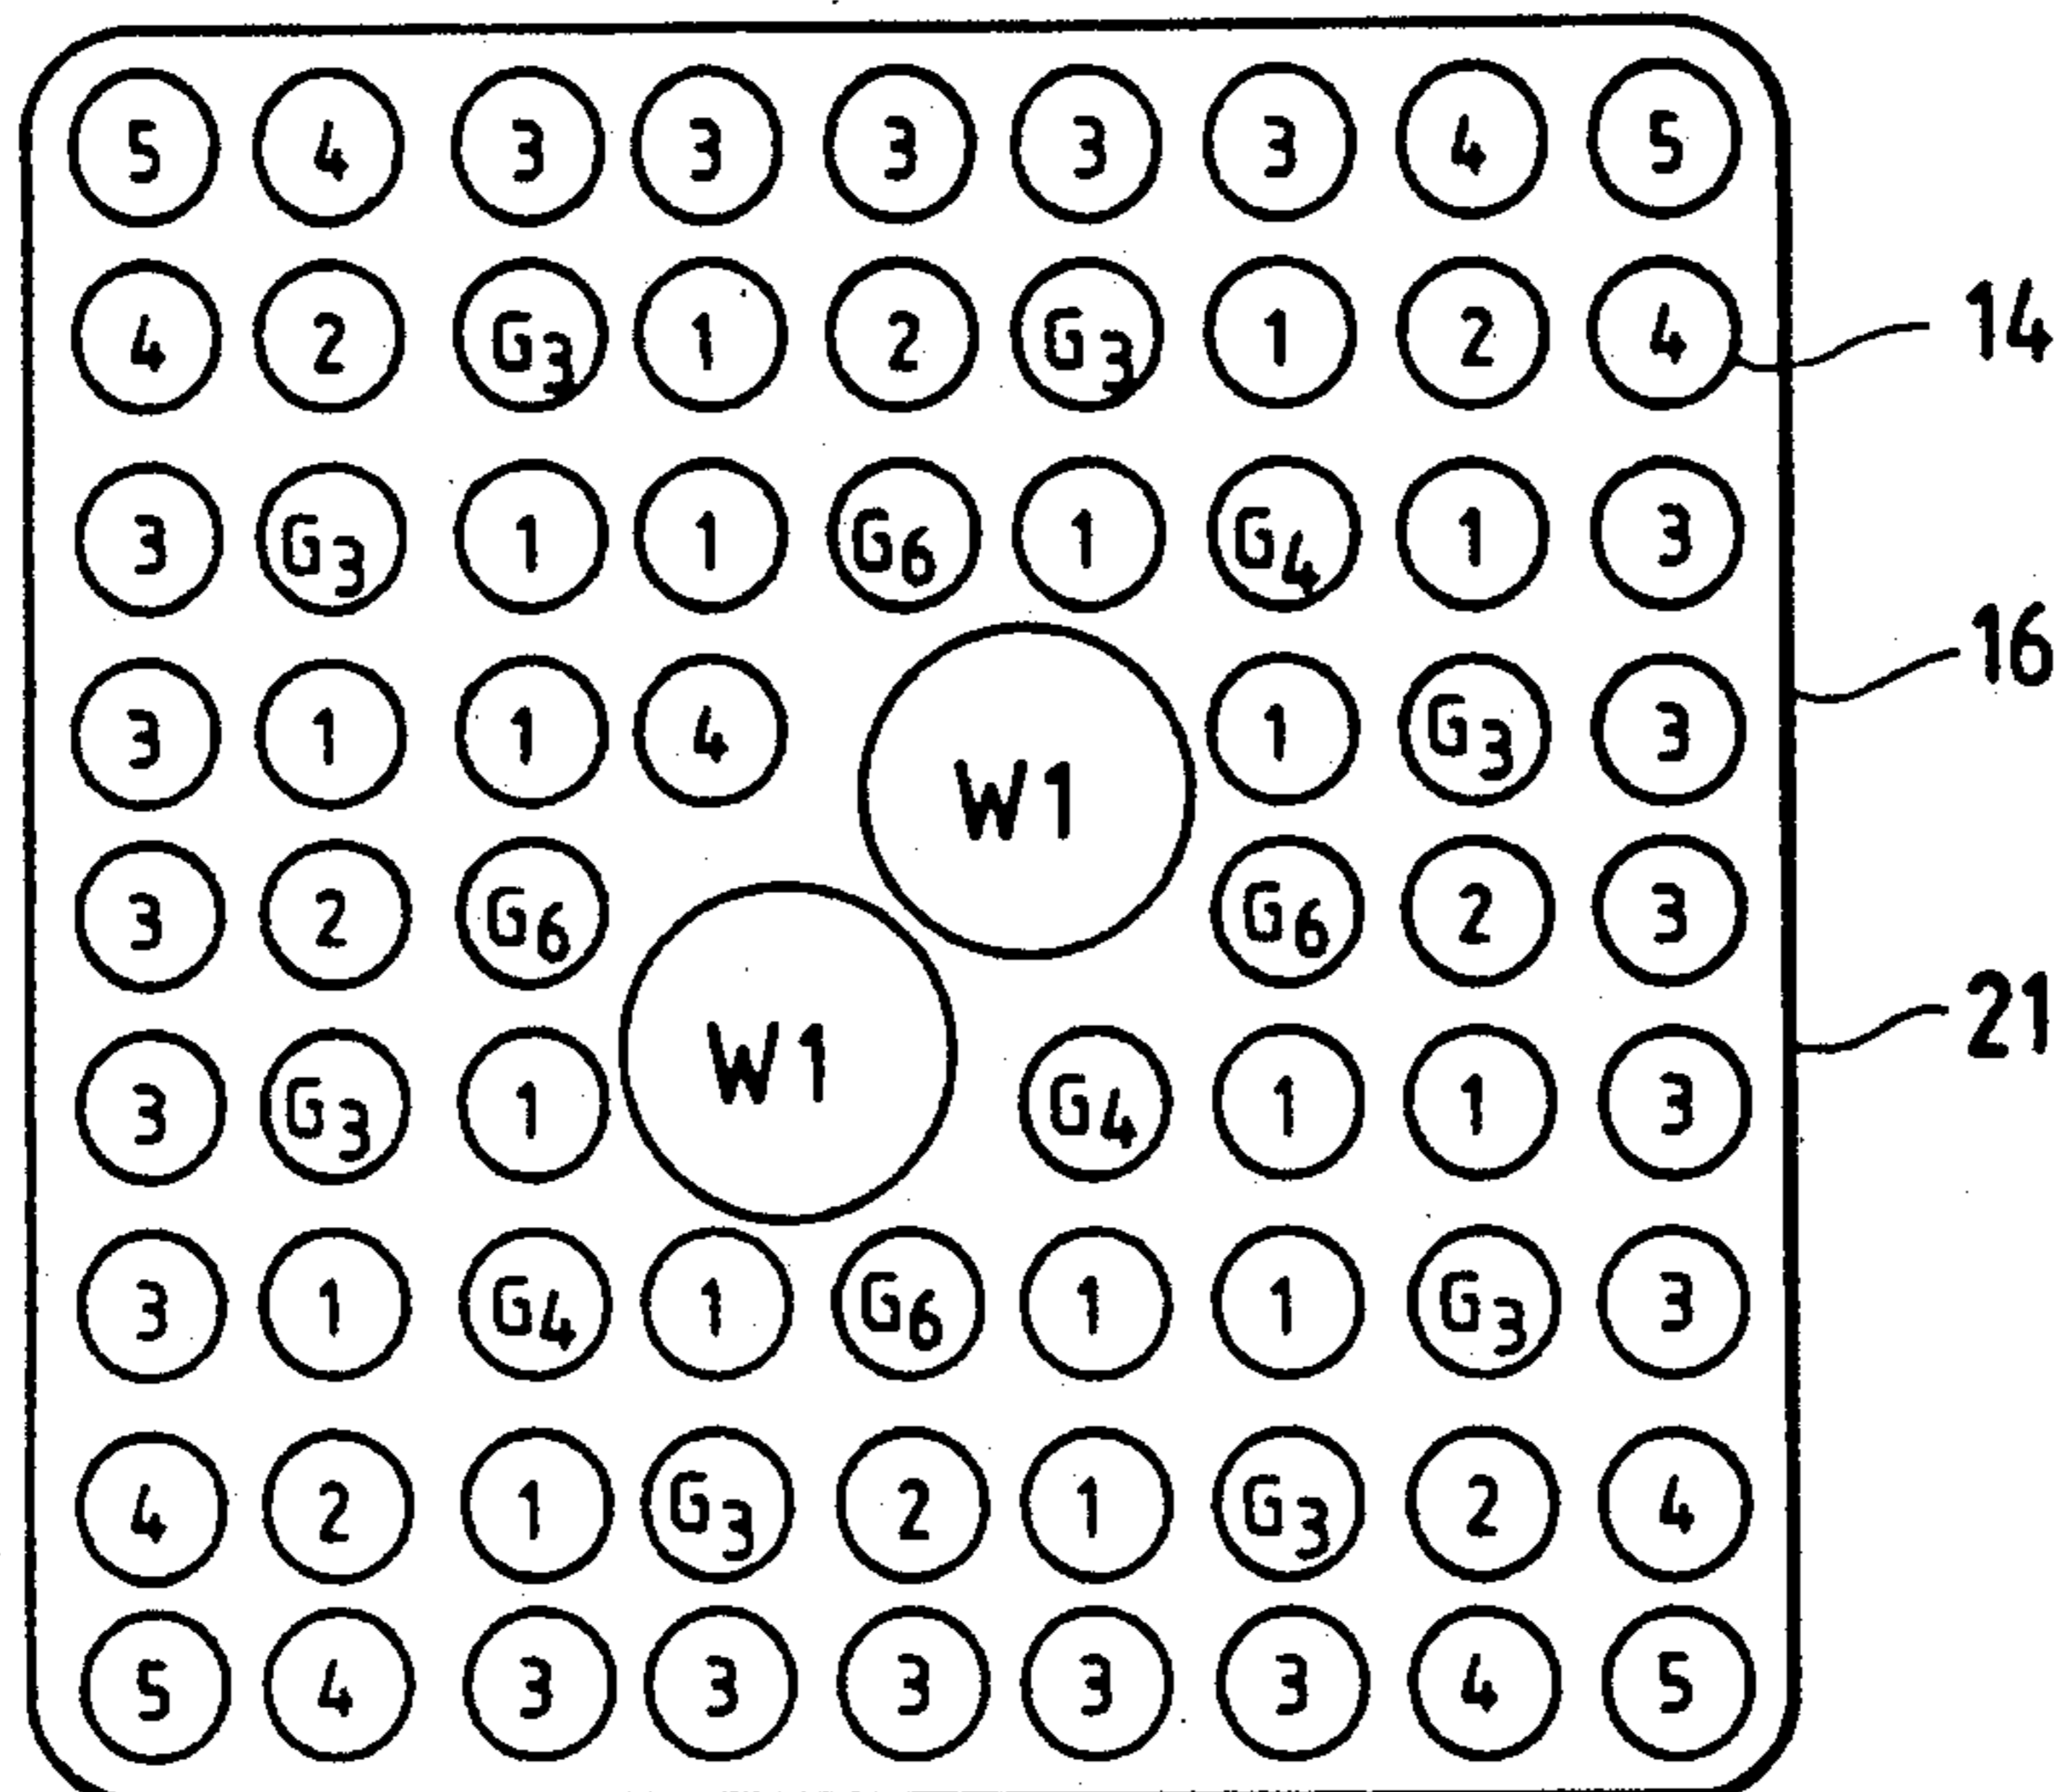 5 4 3 3 3 3 3 4 5
4 2 G3 1 2 G3 1 2 4 14
3 G3 1 1 G6 1 G4 1 3
3 1 1 4 1 G3 3 16
W1
3 2 G6 G6 2 3
21
W1
3 G3 1 G4 1 1 3
3 1 G4 1 G6 1 1 G3 3
4 2 1 G3 2 1 G3 2 4
5 4 3 3 3 3 3 4 5